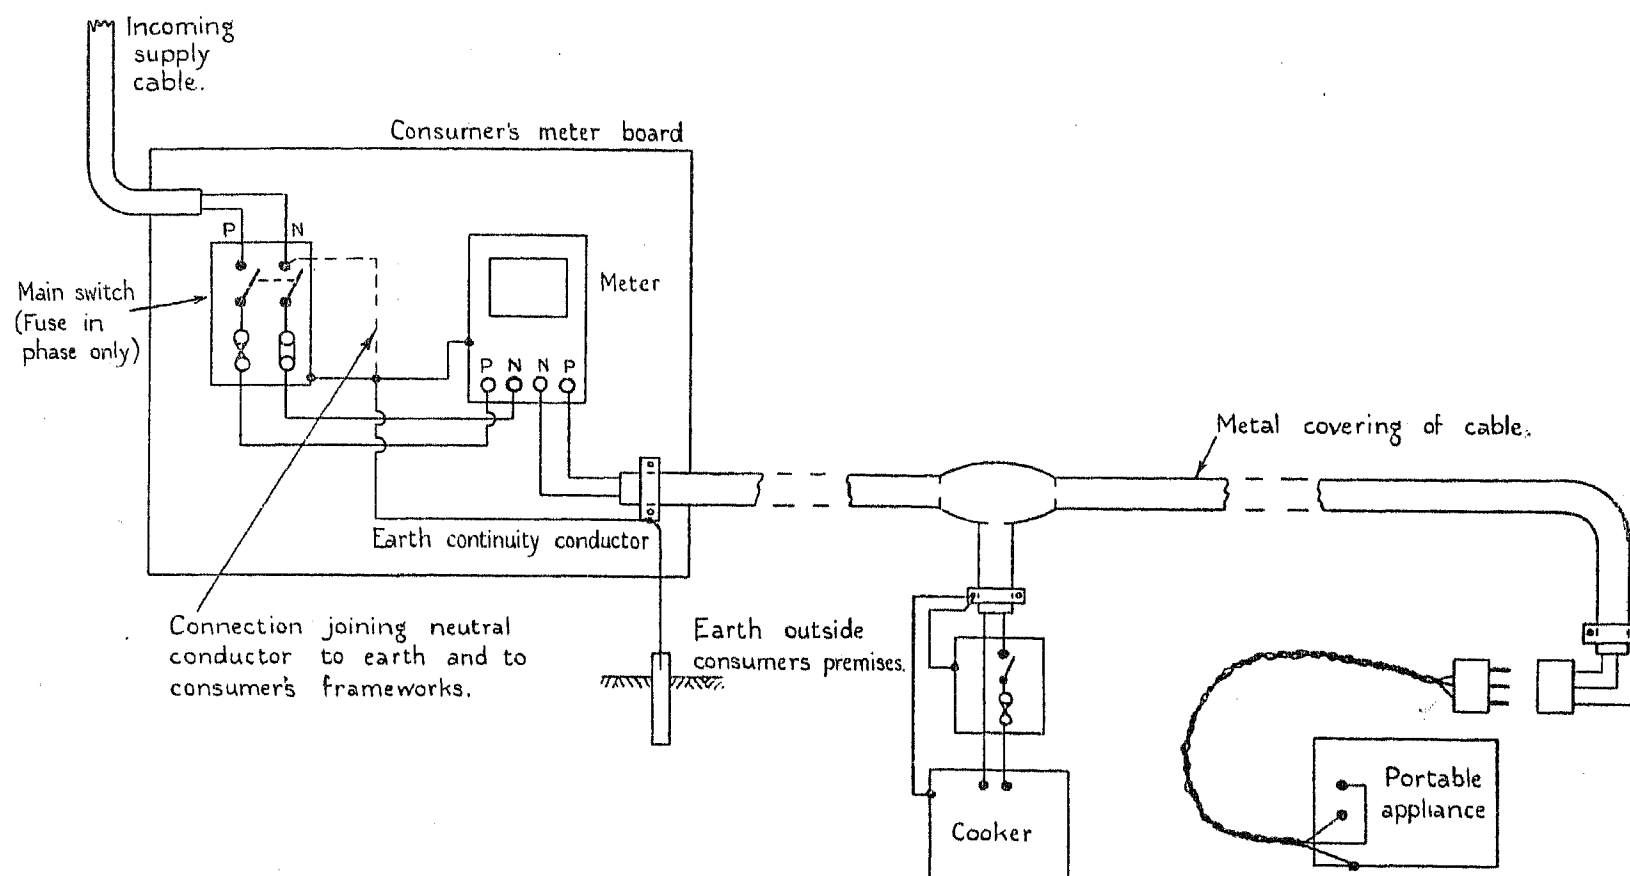 Incoming
supply
cable.
Consumer's meter board
P N
Main switch
(Fuse in
phase only)
Meter
P N N P
Metal covering of cable.
Earth continuity conductor
Connection joining neutral
conductor to earth and to
consumer's frameworks.
Earth outside
consumers premises.
Cooker
Portable
appliance